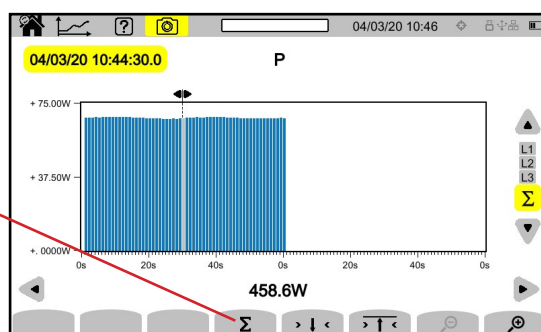 ?
04/03/20 10:46
04/03/20 10:44:30.0
P
+ 75.00W
+ 37.50W
+. 0000W
L1
L2
L3
Σ
0s 20s 40s 0s 20s 40s 0s
458.6W
Σ